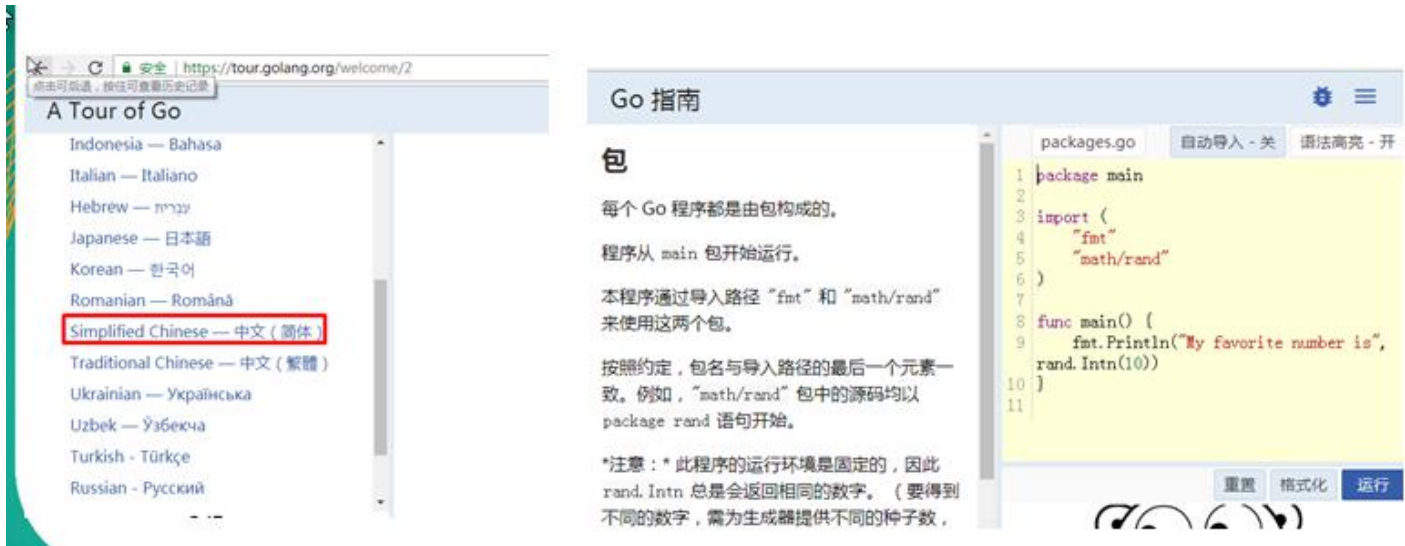 安全 | https://tour.golang.org/welcome/2
点击可后退，按住可查看历史记录
A Tour of Go
Indonesia — Bahasa
Italian — Italiano
Hebrew — עברית
Japanese — 日本語
Korean — 한국어
Romanian — Română
Simplified Chinese — 中文（简体）
Traditional Chinese — 中文（繁體）
Ukrainian — Українська
Uzbek — Ўзбекча
Turkish - Türkçe
Russian - Русский
Go 指南
包
每个 Go 程序都是由包构成的。
程序从 main 包开始运行。
本程序通过导入路径 "fmt" 和 "math/rand"
来使用这两个包。
按照约定，包名与导入路径的最后一个元素一
致。例如，"math/rand" 包中的源码均以
package rand 语句开始。
*注意：* 此程序的运行环境是固定的，因此
rand.Intn 总是会返回相同的数字。（要得到
不同的数字，需为生成器提供不同的种子数，
packages.go 自动导入 - 关 语法高亮 - 开
1 package main
2
3 import (
4 "fmt"
5 "math/rand"
6 )
7
8 func main() {
9 fmt.Println("My favorite number is",
rand.Intn(10))
10 }
11
重置 格式化 运行